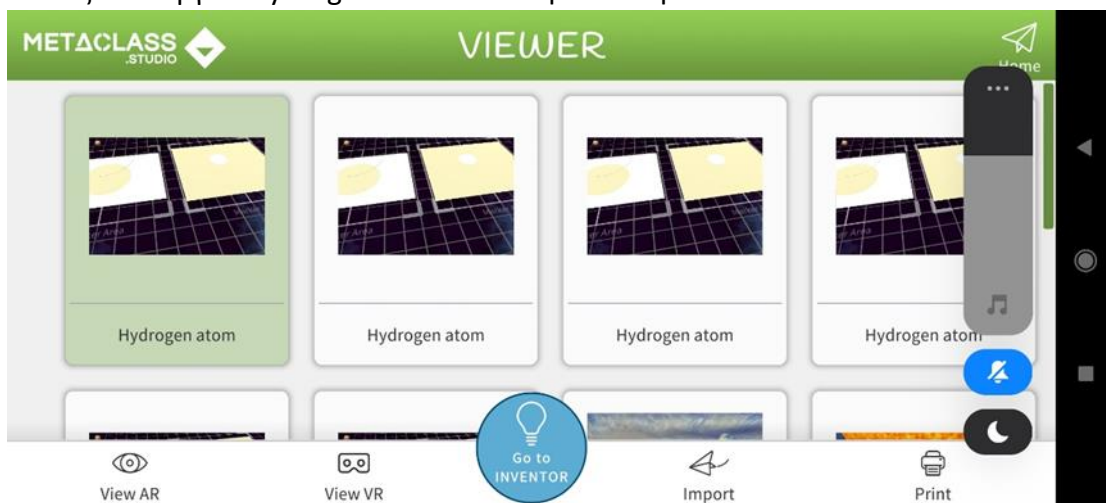 METACLASS
.STUDIO
VIEWER
Home
Hydrogen atom
Hydrogen atom
Hydrogen atom
Hydrogen atom
View AR
View VR
Go to
INVENTOR
Import
Print